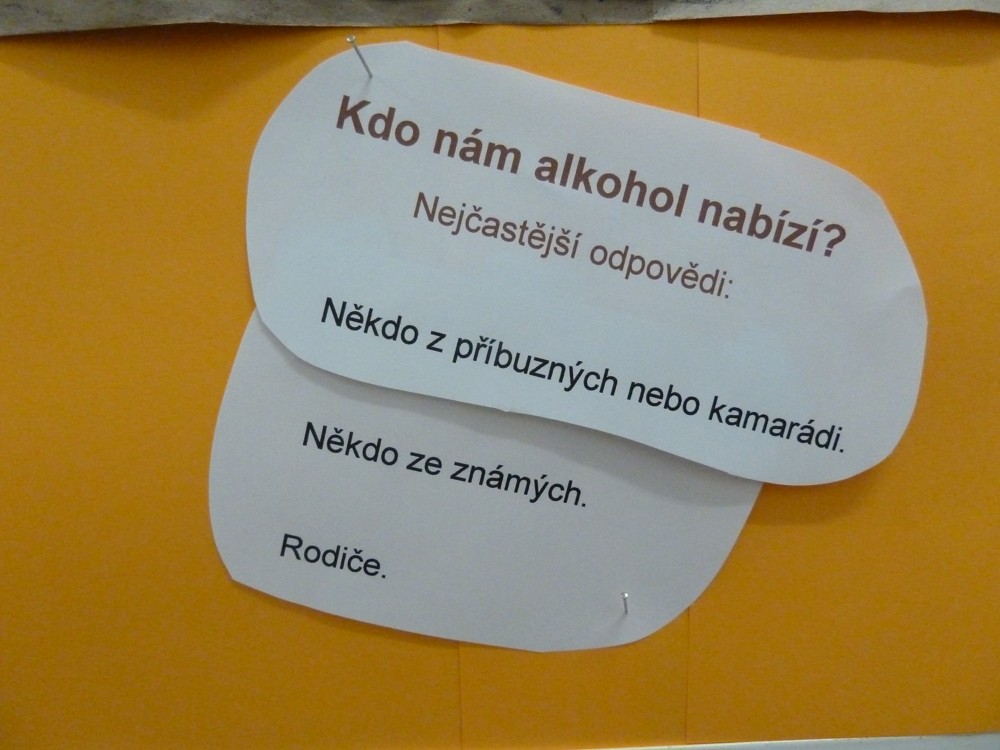 Kdo nám alkohol nabízí?
Nejčastější odpovědi:
Někdo z příbuzných nebo kamarádi.
Někdo ze známých.
Rodiče.